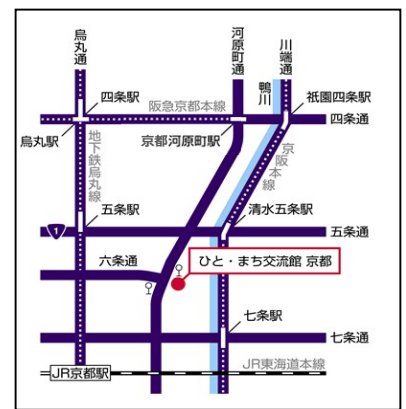 烏丸通
河原町通
川端通
鴨川
四条駅
阪急京都本線
祇園四条駅
四条通
烏丸駅
京都河原町駅
地下鉄烏丸線
京阪本線
五条駅
清水五条駅
1
五条通
六条通
ひと・まち交流館 京都
七条駅
七条通
JR東海道本線
JR京都駅